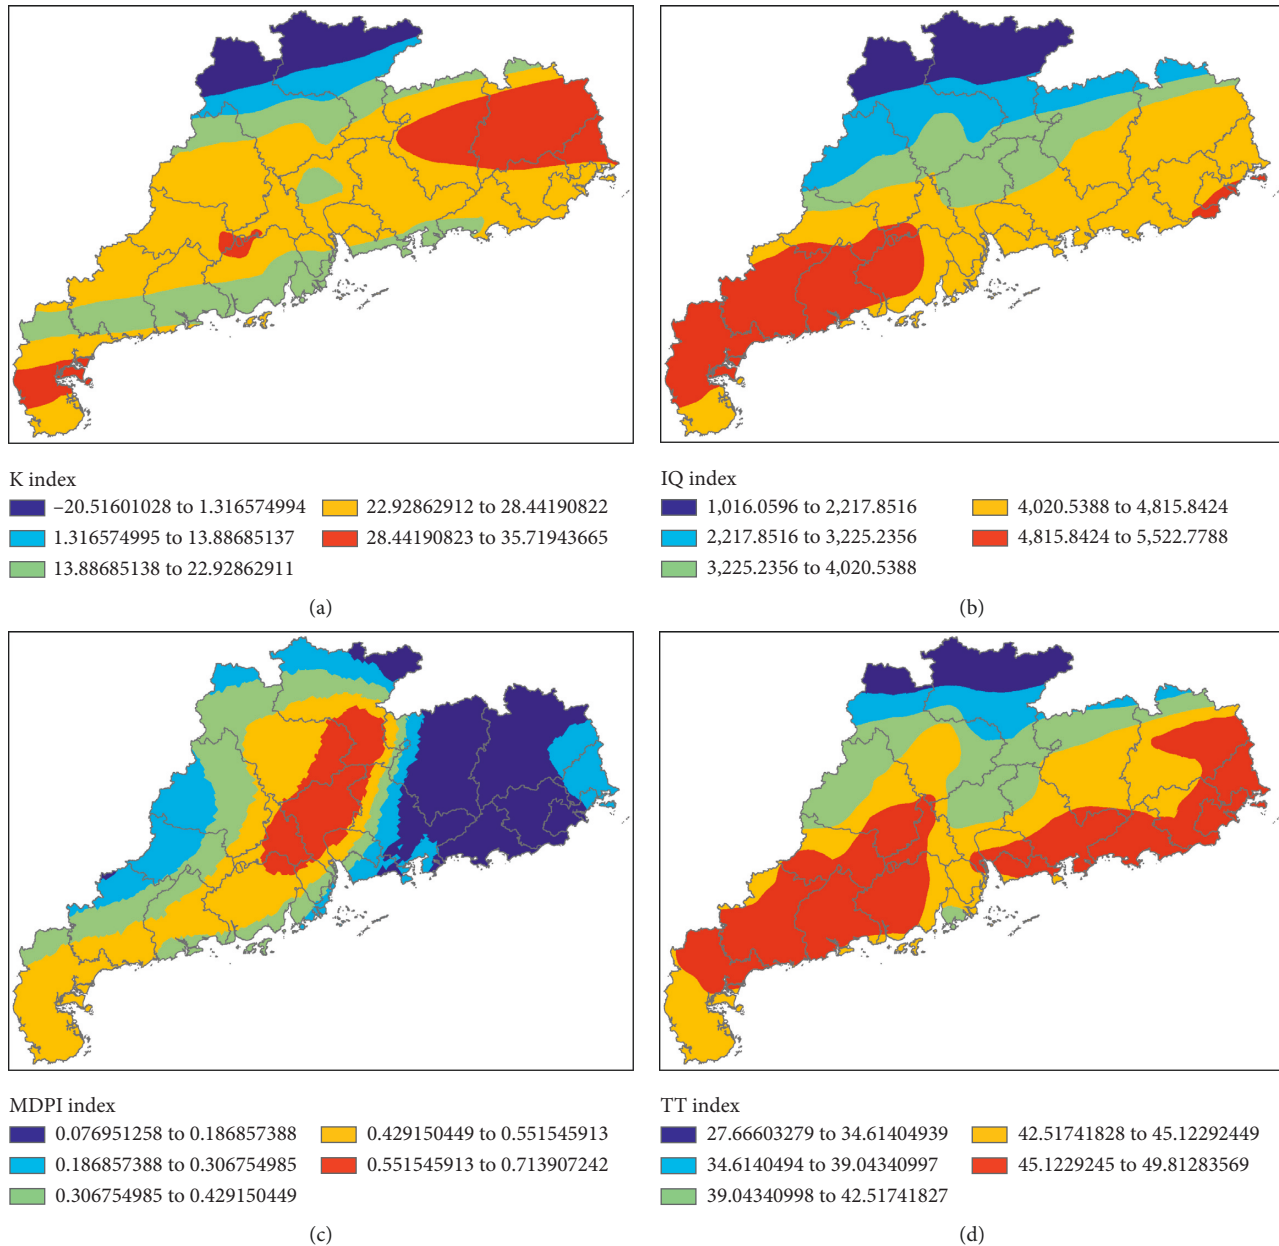 K index
–20.51601028 to 1.316574994
22.92862912 to 28.44190822
1.316574995 to 13.88685137
28.44190823 to 35.71943665
13.88685138 to 22.92862911
(a)
IQ index
1,016.0596 to 2,217.8516
4,020.5388 to 4,815.8424
2,217.8516 to 3,225.2356
4,815.8424 to 5,522.7788
3,225.2356 to 4,020.5388
(b)
MDPI index
0.076951258 to 0.186857388
0.429150449 to 0.551545913
0.186857388 to 0.306754985
0.551545913 to 0.713907242
0.306754985 to 0.429150449
(c)
TT index
27.66603279 to 34.61404939
42.51741828 to 45.12292449
34.6140494 to 39.04340997
45.1229245 to 49.81283569
39.04340998 to 42.51741827
(d)